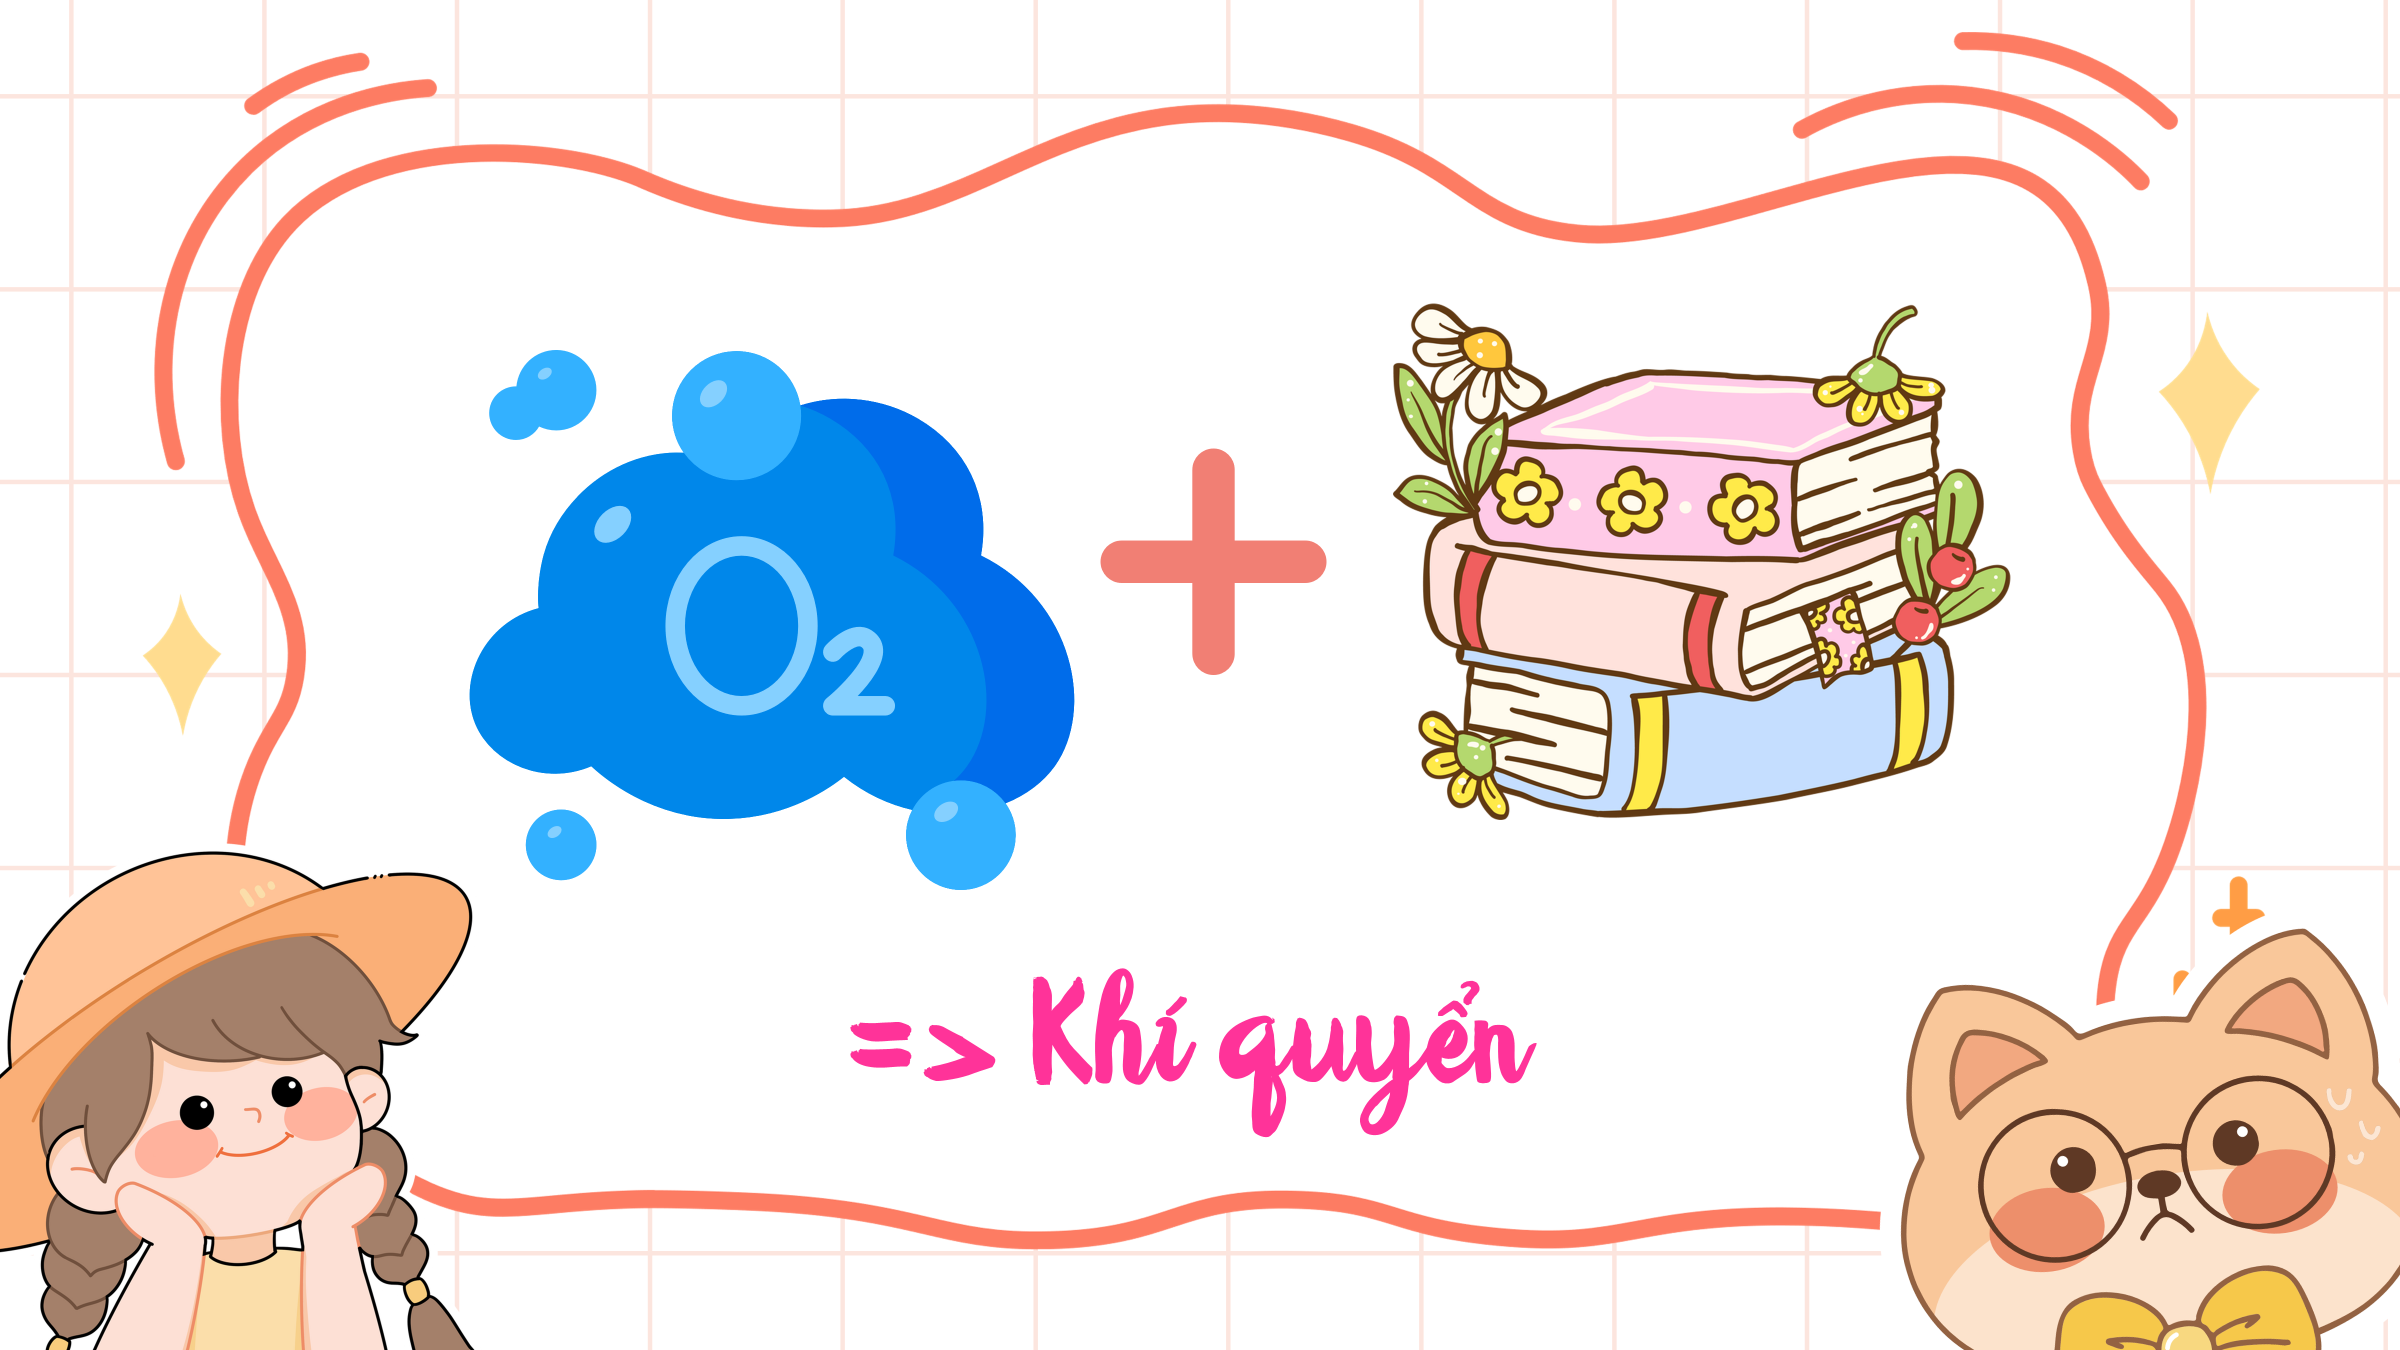 O₂
=> Khí quyển